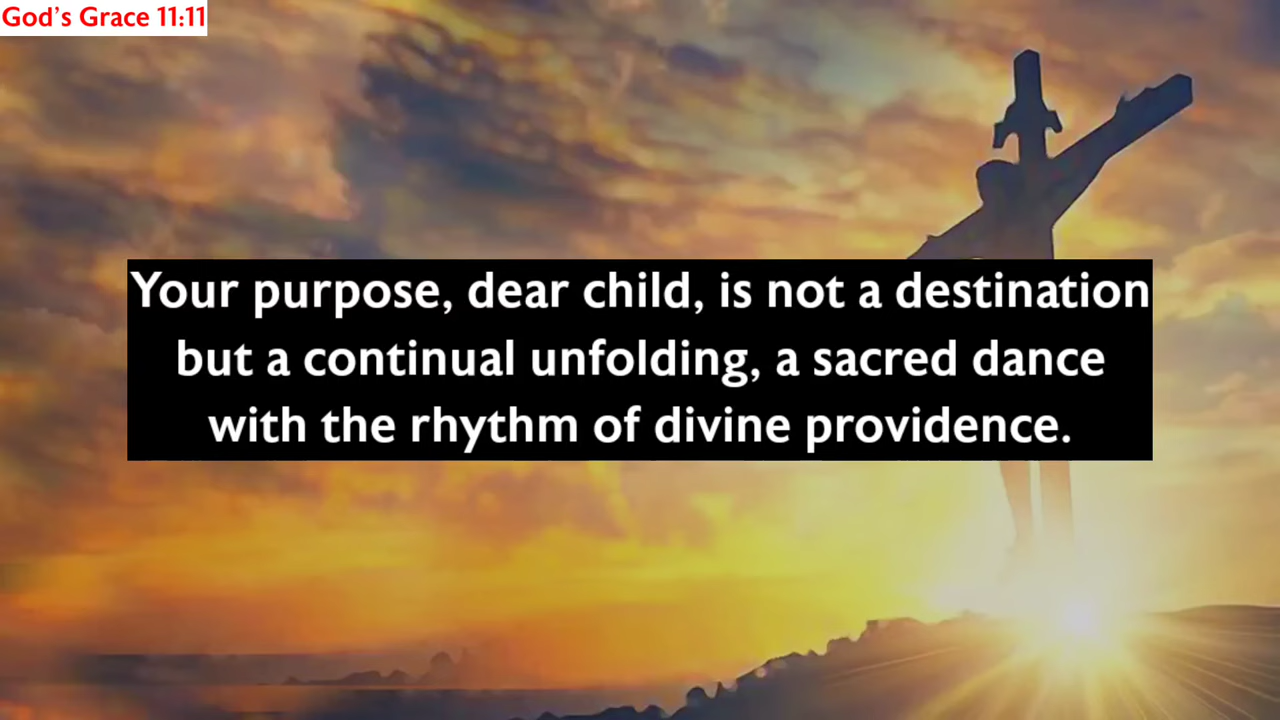 God's Grace 11:11
Your purpose, dear child, is not a destination
but a continual unfolding, a sacred dance
with the rhythm of divine providence.